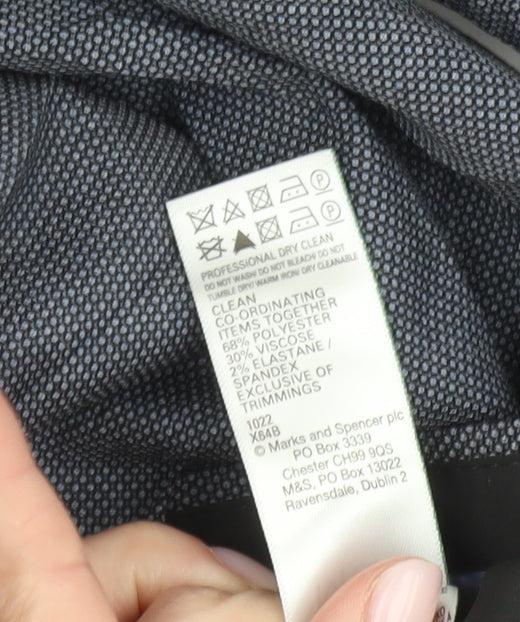 P
P
PROFESSIONAL DRY CLEAN
DO NOT WASH/ DO NOT BLEACH/ DO NOT
TUMBLE DRY/ WARM IRON/ DRY CLEANABLE
CLEAN
CO-ORDINATING
ITEMS TOGETHER
68% POLYESTER
30% VISCOSE
2% ELASTANE /
SPANDEX
EXCLUSIVE OF
TRIMMINGS
1022
X64B
© Marks and Spencer plc
PO Box 3339
Chester CH99 9QS
M&S, PO Box 13022
Ravensdale, Dublin 2